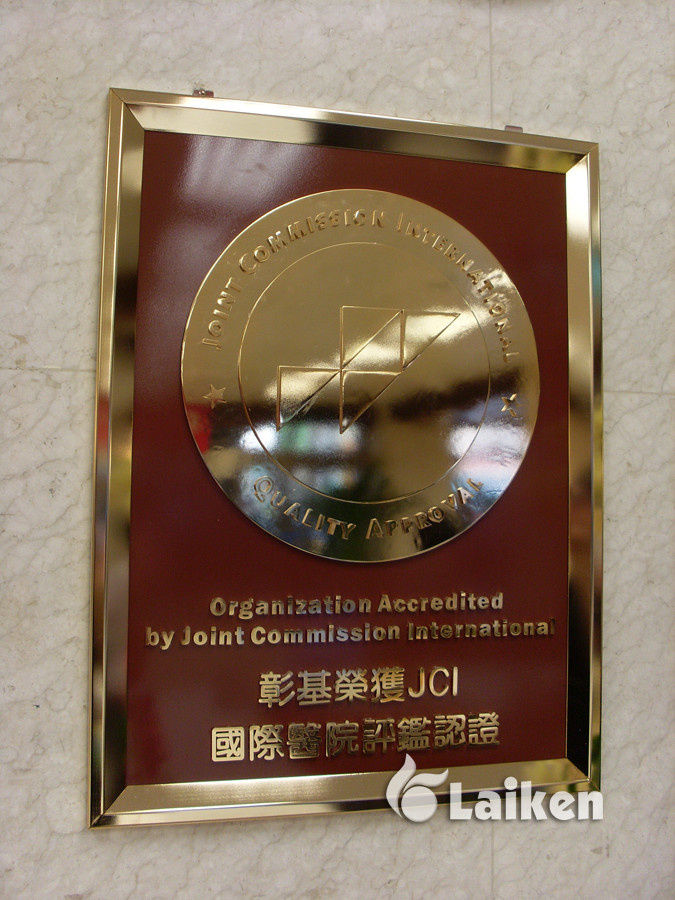 JOINT COMMISSION INTERNATIONAL
QUALITY APPROVAL
Organization Accredited
by Joint Commission International
彰基榮獲JCI
國際醫院評鑑認證
Laiken